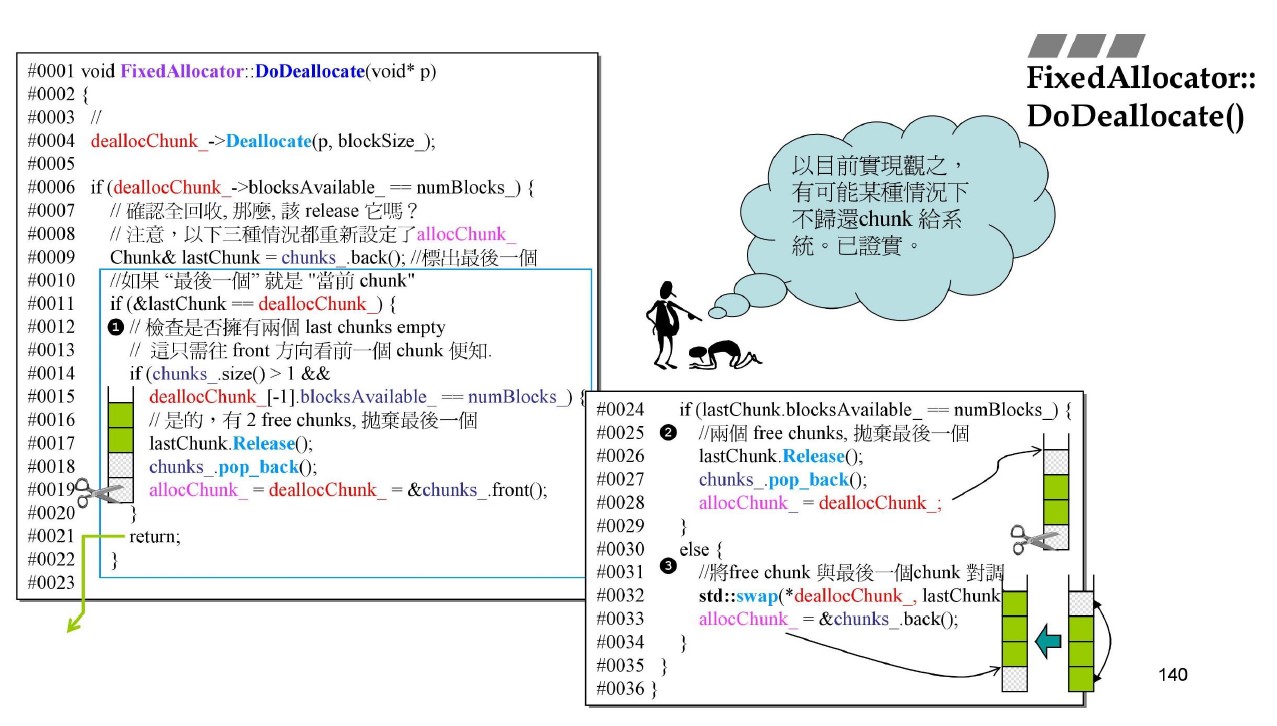 FixedAllocator::
DoDeallocate()
#0001 void FixedAllocator::DoDeallocate(void* p)
#0002 {
#0003 //
#0004 deallocChunk_->Deallocate(p, blockSize_);
#0005
#0006 if (deallocChunk_->blocksAvailable_ == numBlocks_) {
#0007 // 確認全回收, 那麼, 該 release 它嗎？
#0008 // 注意，以下三種情況都重新設定了allocChunk_
#0009 Chunk& lastChunk = chunks_.back(); //標出最後一個
#0010 //如果 “最後一個” 就是 "當前 chunk"
#0011 if (&lastChunk == deallocChunk_) {
#0012 ❶ // 檢查是否擁有兩個 last chunks empty
#0013 // 這只需往 front 方向看前一個 chunk 便知.
#0014 if (chunks_.size() > 1 &&
#0015 deallocChunk_[-1].blocksAvailable_ == numBlocks_) {
#0016 // 是的，有 2 free chunks, 拋棄最後一個
#0017 lastChunk.Release();
#0018 chunks_.pop_back();
#0019 allocChunk_ = deallocChunk_ = &chunks_.front();
#0020 }
#0021 return;
#0022 }
#0023
以目前實現觀之，
有可能某種情況下
不歸還chunk 給系
統。已證實。
#0024 if (lastChunk.blocksAvailable_ == numBlocks_) {
#0025 ❷ //兩個 free chunks, 拋棄最後一個
#0026 lastChunk.Release();
#0027 chunks_.pop_back();
#0028 allocChunk_ = deallocChunk_;
#0029 }
#0030 else {
#0031 ❸ //將free chunk 與最後一個chunk 對調
#0032 std::swap(*deallocChunk_, lastChunk
#0033 allocChunk_ = &chunks_.back();
#0034 }
#0035 }
#0036 }
140